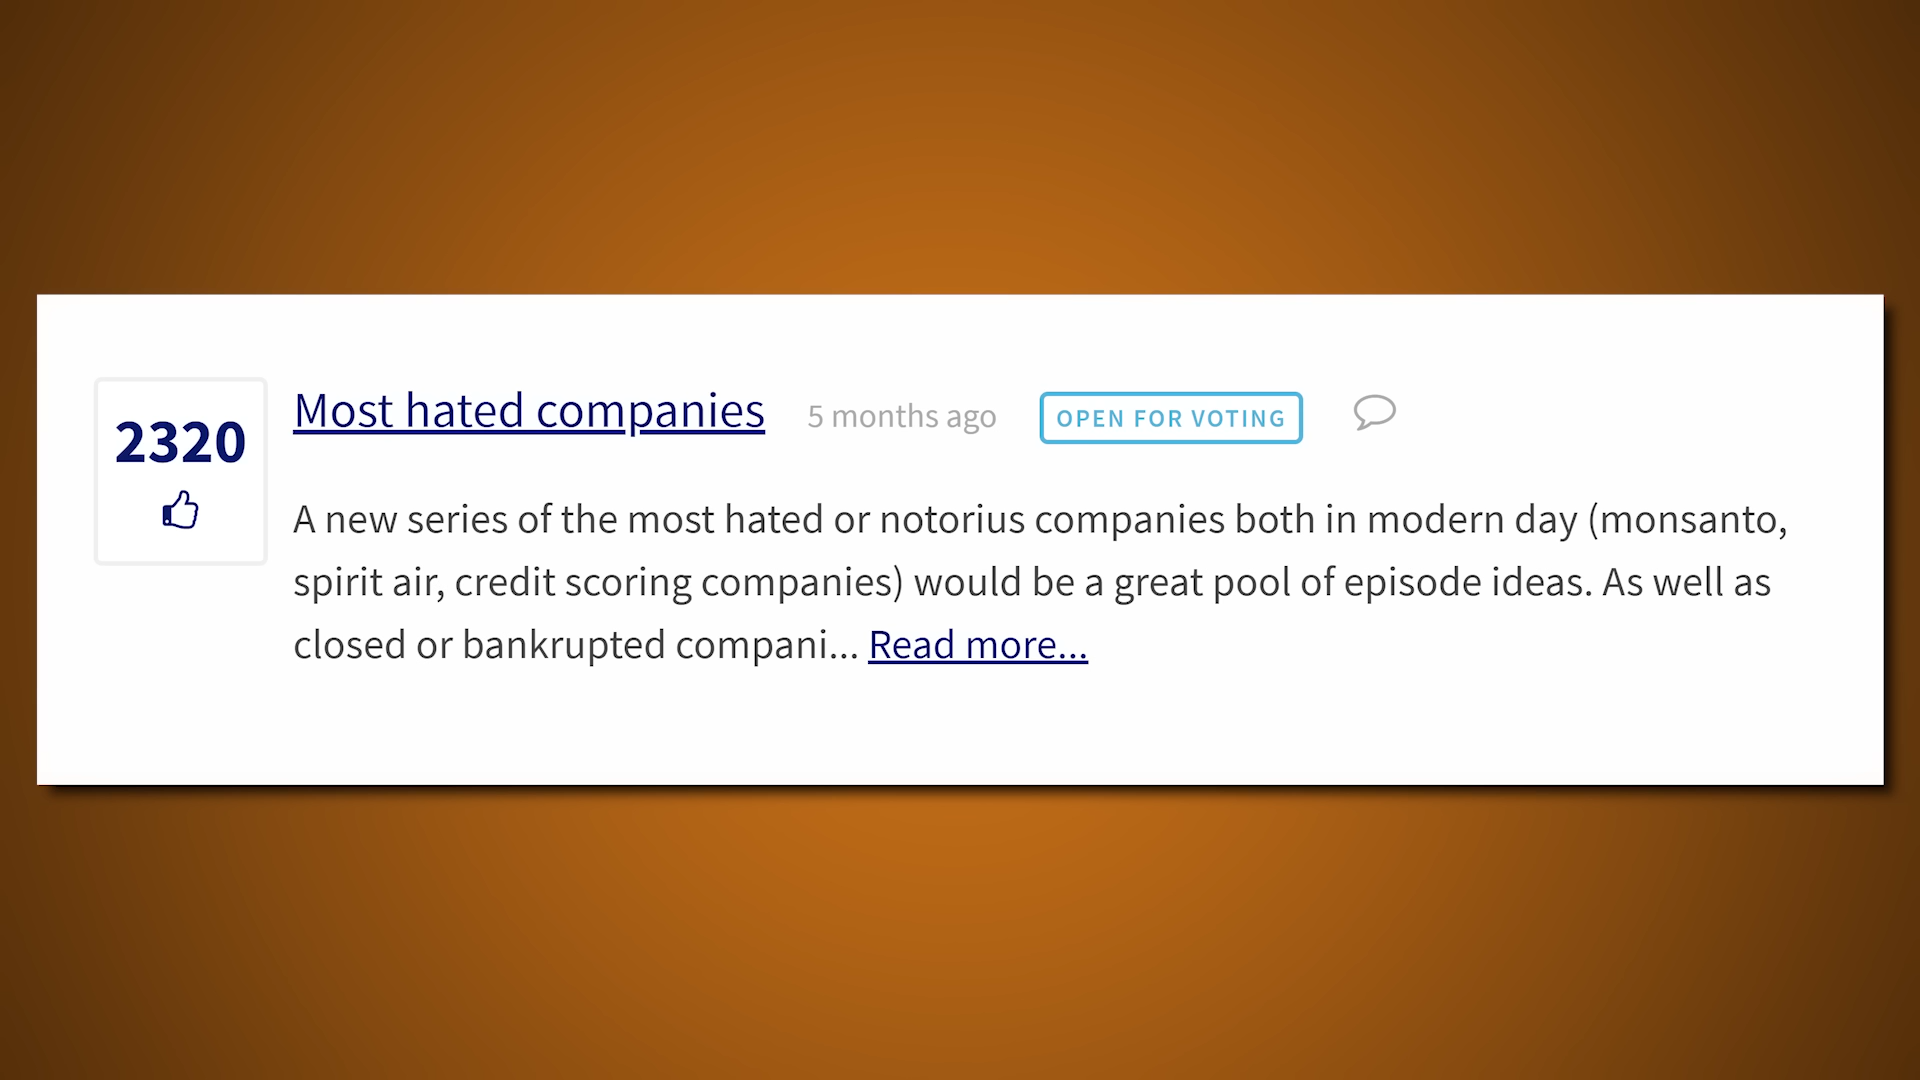 Most hated companies 5 months ago OPEN FOR VOTING
2320
A new series of the most hated or notorius companies both in modern day (monsanto,
spirit air, credit scoring companies) would be a great pool of episode ideas. As well as
closed or bankrupted compani... Read more...